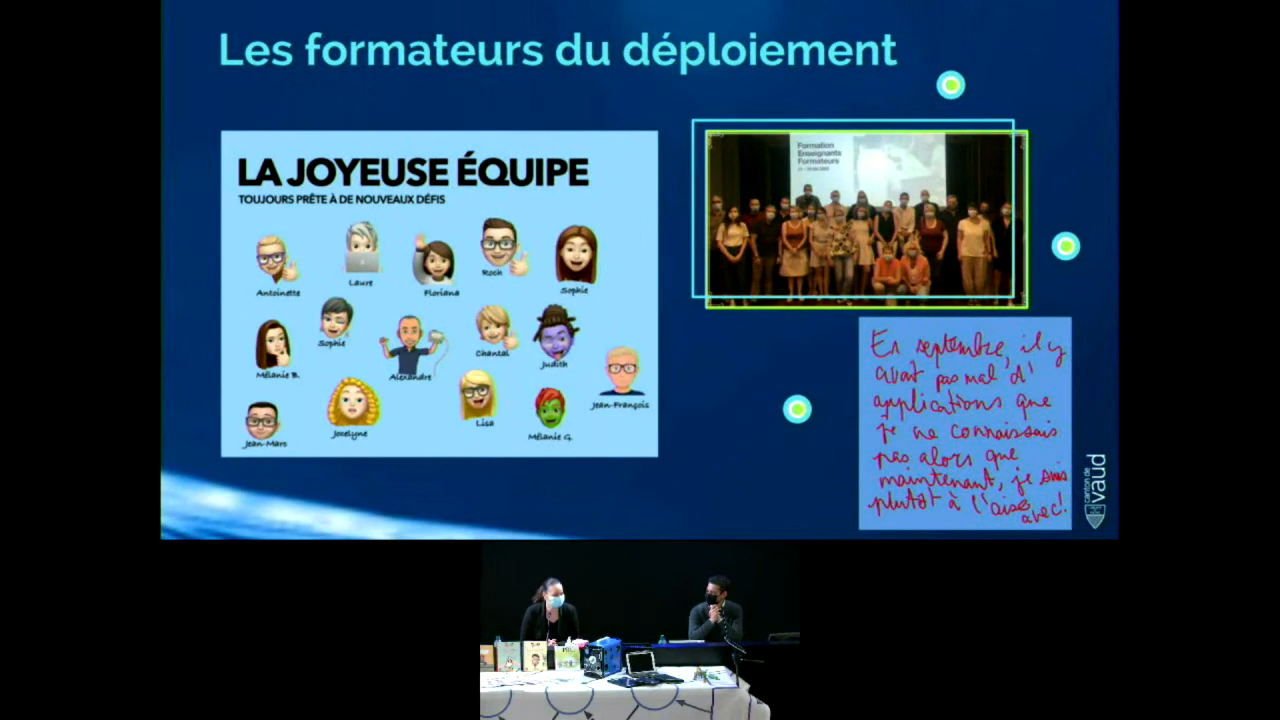 Les formateurs du déploiement
LA JOYEUSE ÉQUIPE
TOUJOURS PRÊTE À DE NOUVEAUX DÉFIS
Antoinette
Laure
Floriana
Roch
Sophie
Mélanie B.
Sophie
Alexandre
Chantal
Judith
Jean-François
Jean-Marc
Jocelyne
Lisa
Mélanie G.
Formation
Enseignants
Formateurs
En septembre, il y
avait pas mal d'
applications que
je ne connaissais
pas alors que
maintenant, je suis
plutôt à l'aise
avec!
canton de
vaud